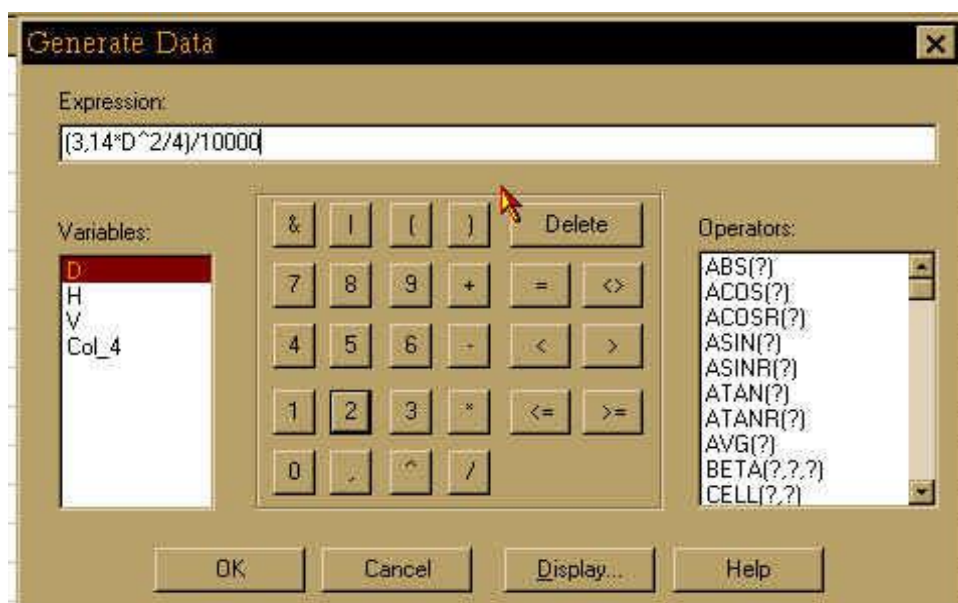 Generate Data
Expression:
(3,14*D^2/4)/10000
Variables:
D
H
V
Col_4
& | ( ) Delete
7 8 9 + = <>
4 5 6 - < >
1 2 3 * <= >=
0 , ^ /
Operators:
ABS(?)
ACOS(?)
ACOSR(?)
ASIN(?)
ASINR(?)
ATAN(?)
ATANR(?)
AVG(?)
BETA(?,?,?)
CELL(?,?)
OK Cancel Display... Help